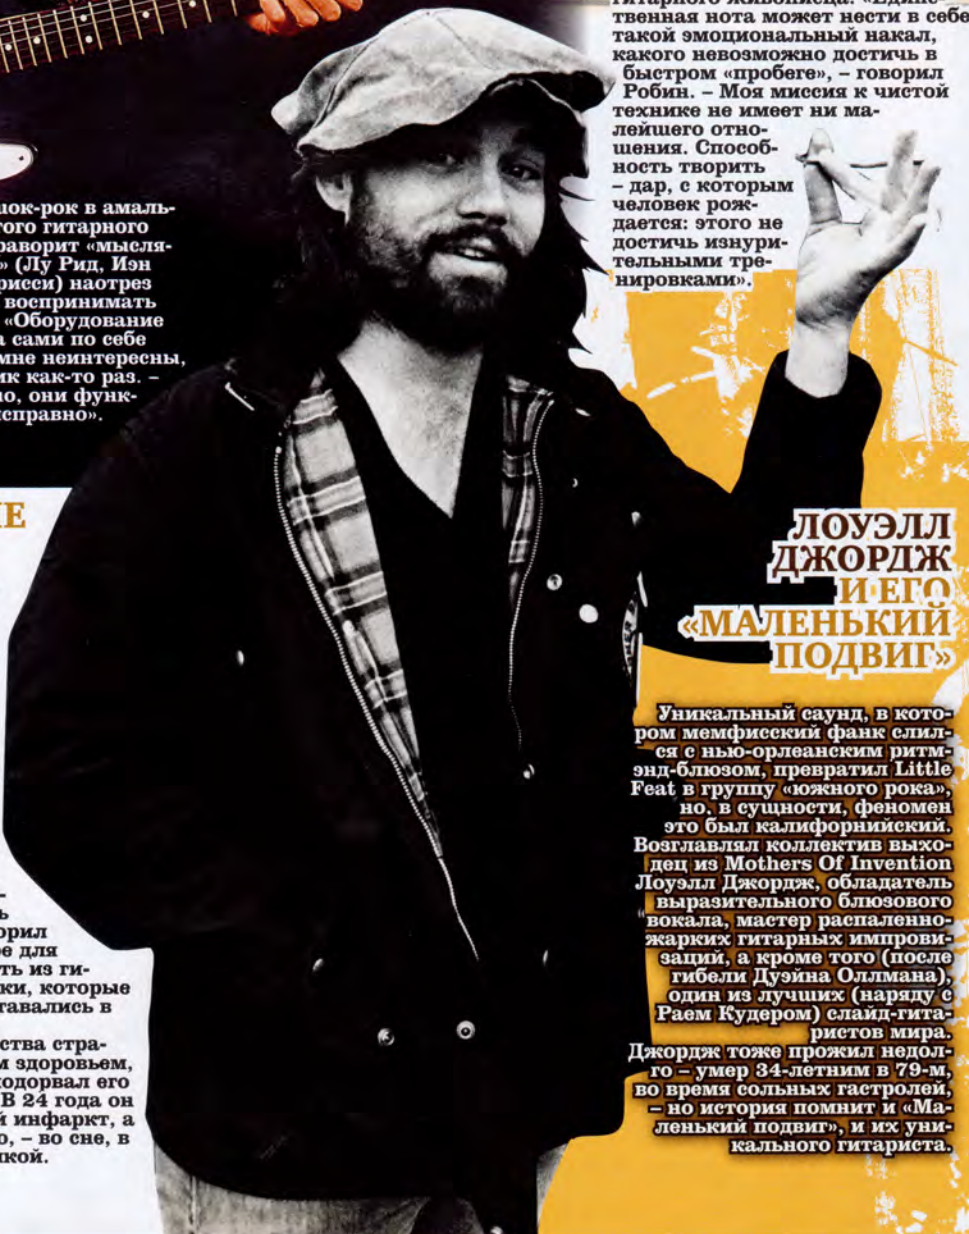 твенная нота может нести в себе
такой эмоциональный накал,
какого невозможно достичь в
быстром «пробеге», – говорил
Робин. – Моя миссия к чистой
технике не имеет ни ма-
лейшего отно-
шения. Способ-
ность творить
– дар, с которым
человек рож-
дается: этого не
достичь изнури-
тельными тре-
нировками».
шок-рок в амаль-
того гитарного
фаворит «мысля-
» (Лу Рид, Иэн
рисси) наотрез
воспринимать
«Оборудование
а сами по себе
мне неинтересны,
ик как-то раз. –
но, они функ-
исправно».
ИЕ
–
ь
орил
е для
ть из ги-
ки, которые
тавались в
ства стра-
м здоровьем,
подорвал его
В 24 года он
й инфаркт, а
о, – во сне, в
кой.
ЛОУЭЛЛ
ДЖОРДЖ
И ЕГО
«МАЛЕНЬКИЙ
ПОДВИГ»
Уникальный саунд, в кото-
ром мемфисский фанк слил-
ся с нью-орлеанским ритм-
энд-блюзом, превратил Little
Feat в группу «южного рока»,
но, в сущности, феномен
это был калифорнийский.
Возглавлял коллектив выхо-
дец из Mothers Of Invention
Лоуэлл Джордж, обладатель
выразительного блюзового
вокала, мастер распаленно-
жарких гитарных импрови-
заций, а кроме того (после
гибели Дуэйна Оллмана),
один из лучших (наряду с
Раем Кудером) слайд-гита-
ристов мира.
Джордж тоже прожил недол-
го – умер 34-летним в 79-м,
во время сольных гастролей,
– но история помнит и «Ма-
ленький подвиг», и их уни-
кального гитариста.